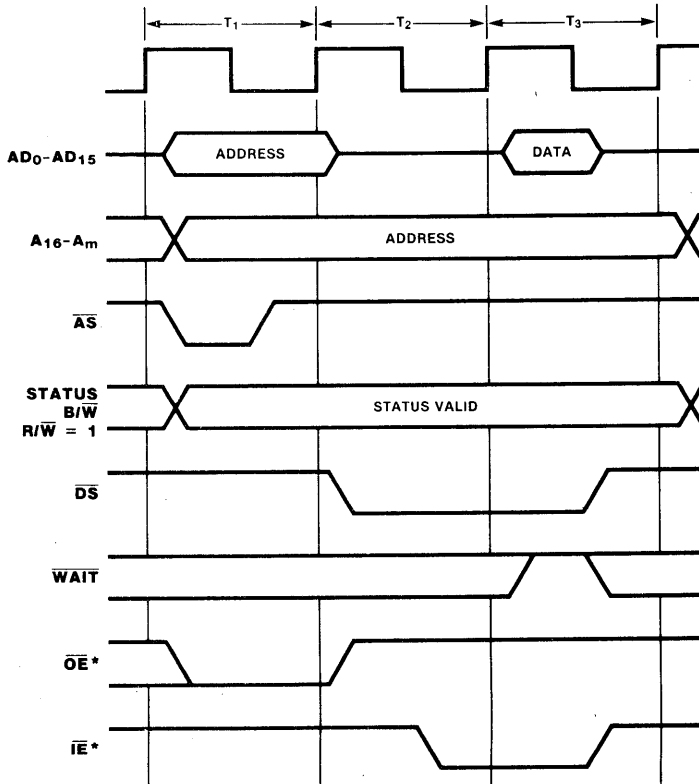 T1 T2 T3
AD0-AD15 ADDRESS DATA
A16-Am ADDRESS
AS
STATUS
B/W STATUS VALID
R/W = 1
DS
WAIT
OE*
IE*